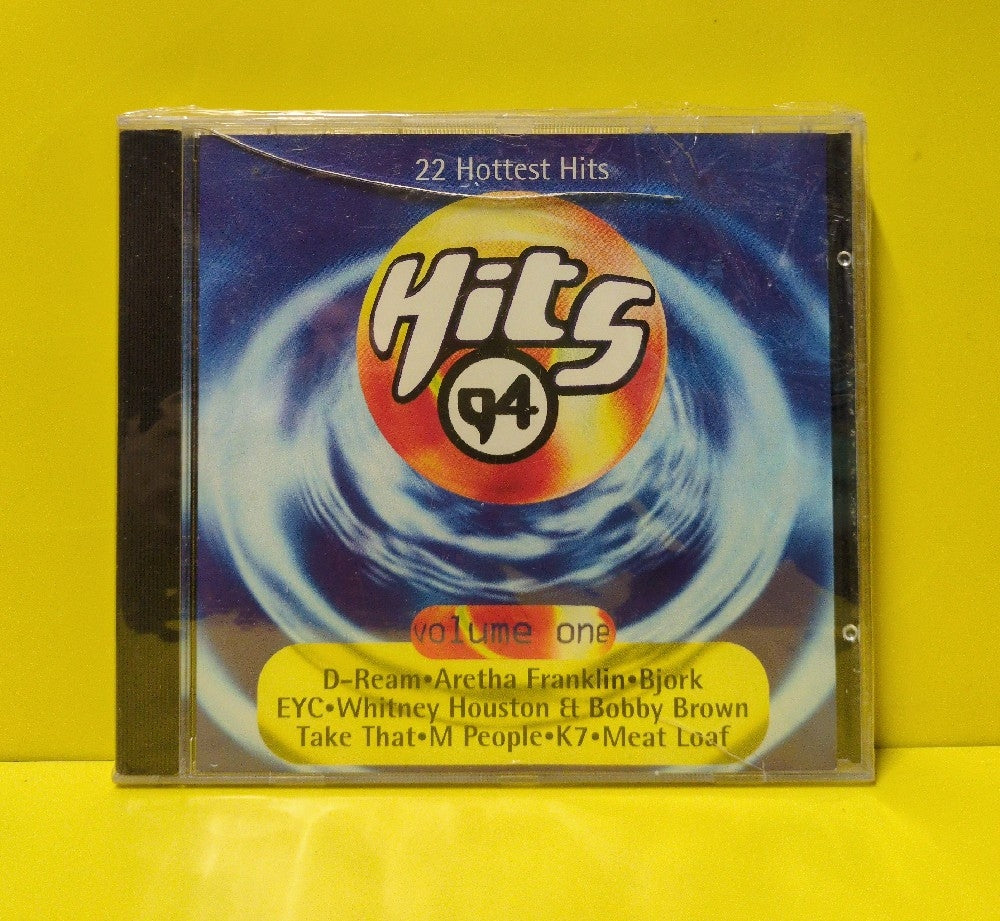 22 Hottest Hits
Hits
94
volume one
D-Ream•Aretha Franklin•Bjork
EYC•Whitney Houston & Bobby Brown
Take That•M People•K7•Meat Loaf